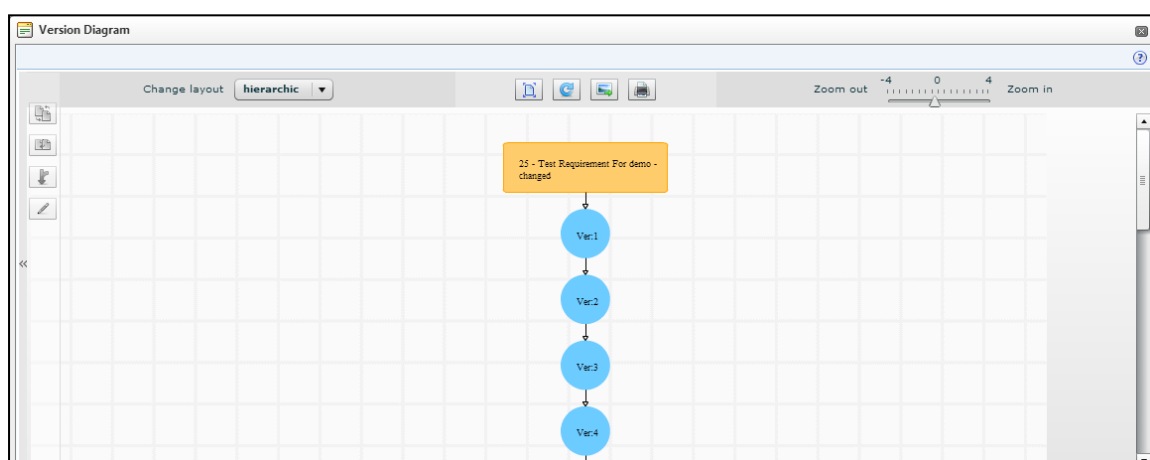 Version Diagram
?
Change layout hierarchic
Zoom out -4 0 4 Zoom in
«
25 - Test Requirement For demo -
changed
Ver:1
Ver:2
Ver:3
Ver:4